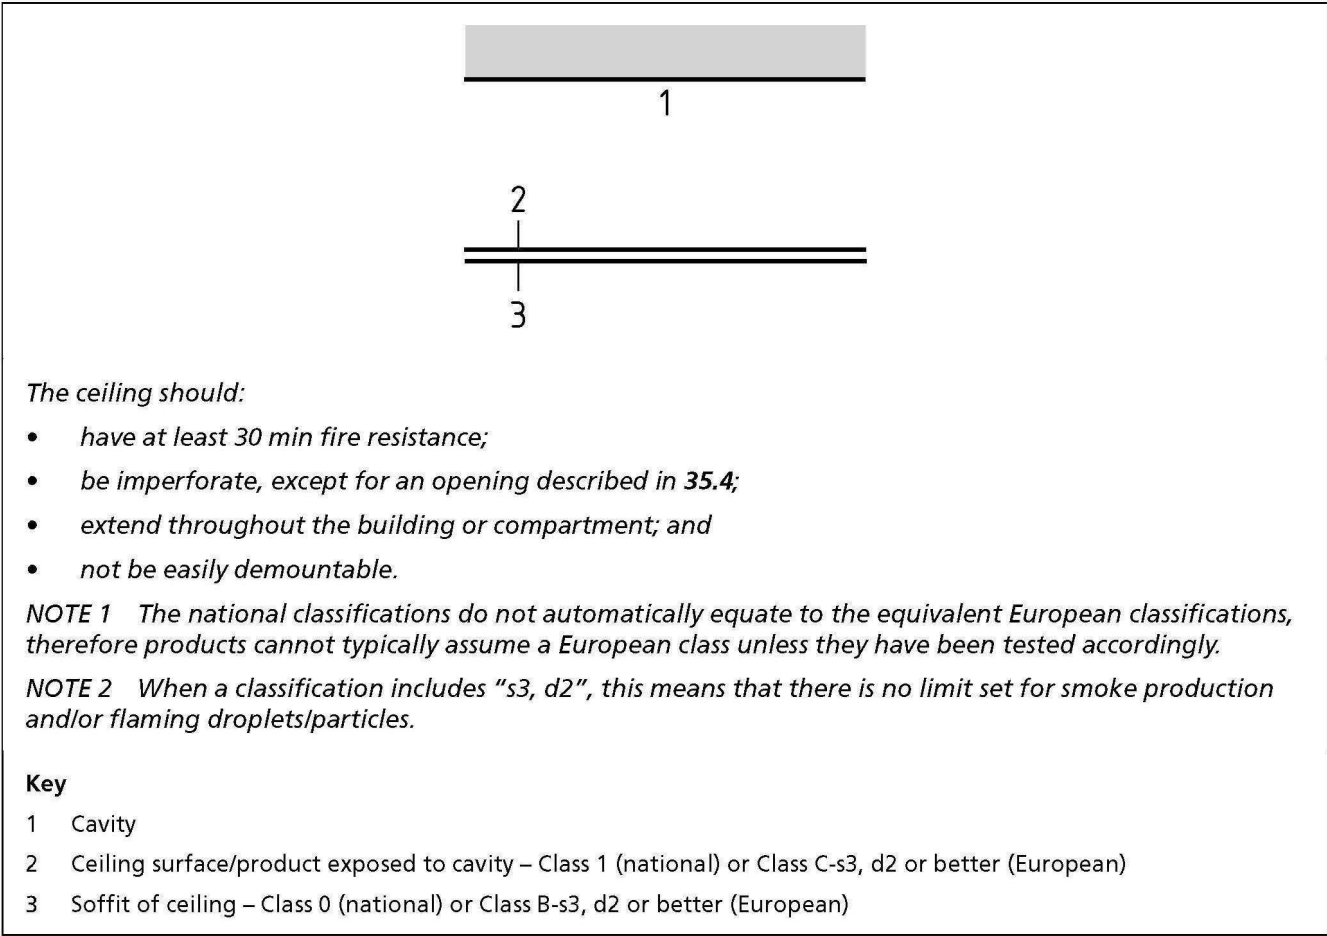 1
2
3
The ceiling should:
• have at least 30 min fire resistance;
• be imperforate, except for an opening described in 35.4;
• extend throughout the building or compartment; and
• not be easily demountable.
NOTE 1 The national classifications do not automatically equate to the equivalent European classifications,
therefore products cannot typically assume a European class unless they have been tested accordingly.
NOTE 2 When a classification includes “s3, d2”, this means that there is no limit set for smoke production
and/or flaming droplets/particles.
Key
1 Cavity
2 Ceiling surface/product exposed to cavity – Class 1 (national) or Class C-s3, d2 or better (European)
3 Soffit of ceiling – Class 0 (national) or Class B-s3, d2 or better (European)